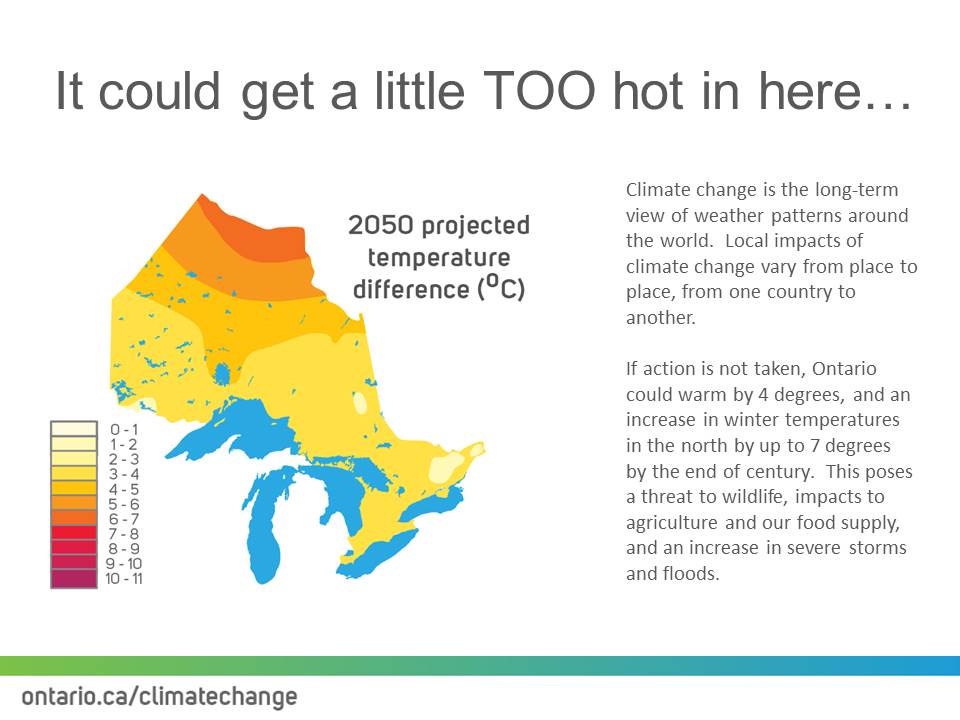 It could get a little TOO hot in here…
2050 projected
temperature
difference (⁰C)
Climate change is the long-term
view of weather patterns around
the world.  Local impacts of
climate change vary from place to
place, from one country to
another.
If action is not taken, Ontario
could warm by 4 degrees, and an
increase in winter temperatures
in the north by up to 7 degrees
by the end of century.  This poses
a threat to wildlife, impacts to
agriculture and our food supply,
and an increase in severe storms
and floods.
0 - 1
1 - 2
2 - 3
3 - 4
4 - 5
5 - 6
6 - 7
7 - 8
8 - 9
9 - 10
10 - 11
ontario.ca/climatechange